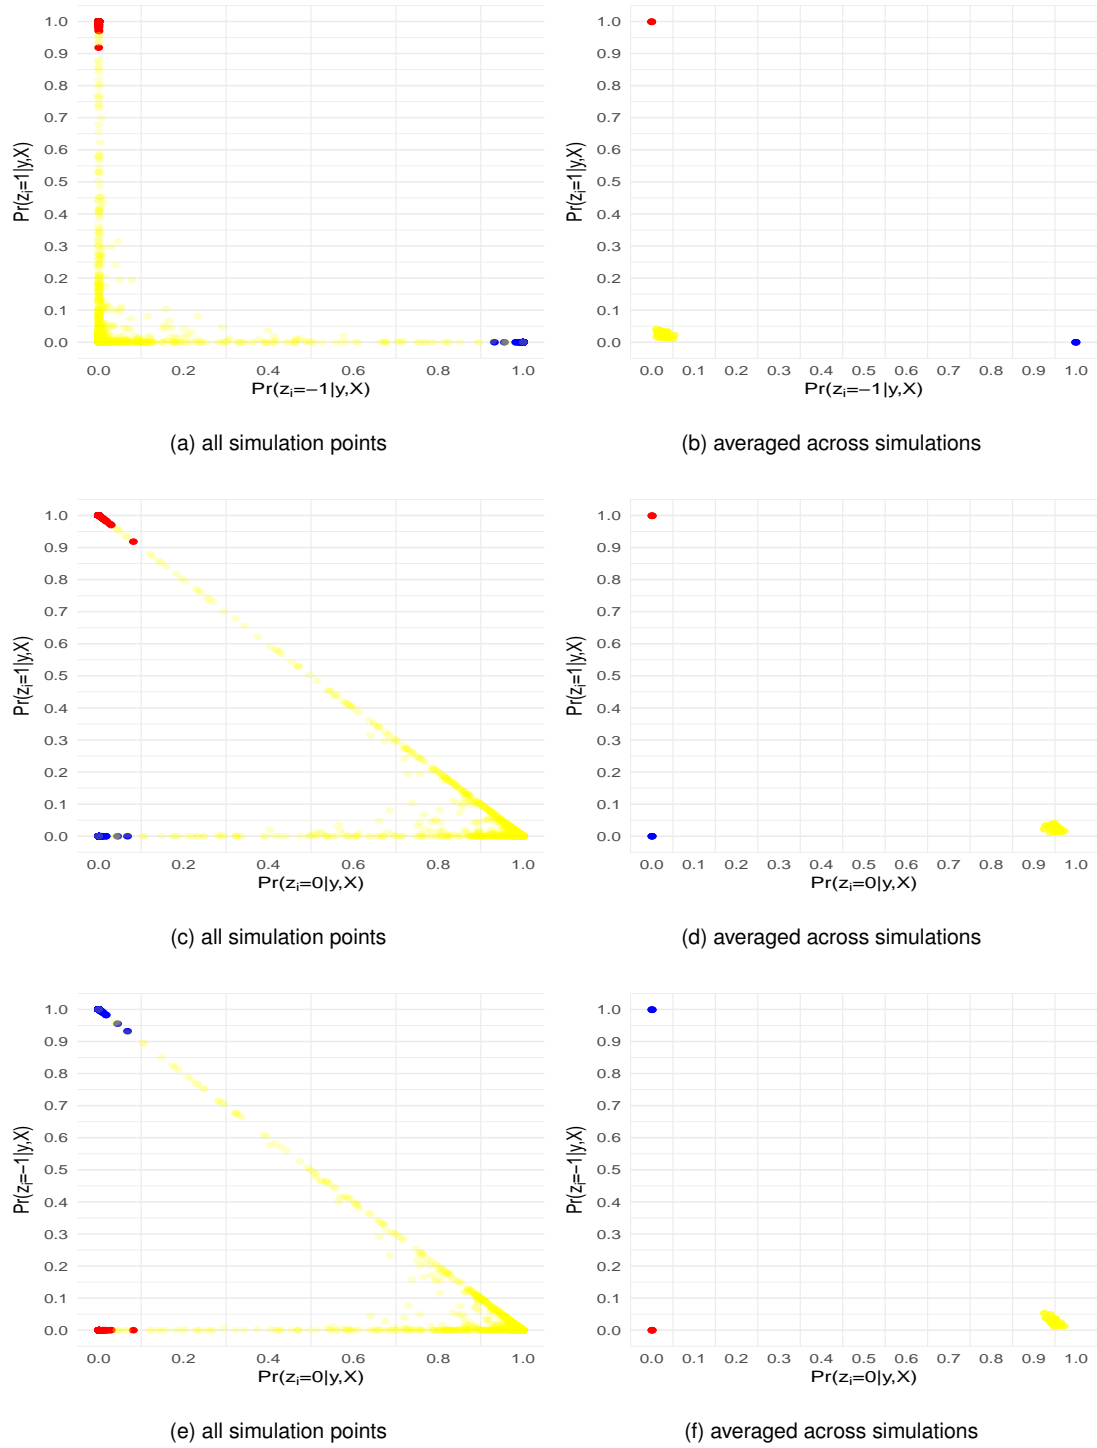 1.0
0.9
0.8
0.7
0.6
0.5
0.4
0.3
0.2
0.1
0.0
Pr(zᵢ=1|y,X)
0.0 0.2 0.4 0.6 0.8 1.0
Pr(zᵢ=−1|y,X)
(a) all simulation points
1.0
0.9
0.8
0.7
0.6
0.5
0.4
0.3
0.2
0.1
0.0
Pr(zᵢ=1|y,X)
0.0 0.1 0.2 0.3 0.4 0.5 0.6 0.7 0.8 0.9 1.0
Pr(zᵢ=−1|y,X)
(b) averaged across simulations
1.0
0.9
0.8
0.7
0.6
0.5
0.4
0.3
0.2
0.1
0.0
Pr(zᵢ=1|y,X)
0.0 0.2 0.4 0.6 0.8 1.0
Pr(zᵢ=0|y,X)
(c) all simulation points
1.0
0.9
0.8
0.7
0.6
0.5
0.4
0.3
0.2
0.1
0.0
Pr(zᵢ=1|y,X)
0.0 0.1 0.2 0.3 0.4 0.5 0.6 0.7 0.8 0.9 1.0
Pr(zᵢ=0|y,X)
(d) averaged across simulations
1.0
0.9
0.8
0.7
0.6
0.5
0.4
0.3
0.2
0.1
0.0
Pr(zᵢ=−1|y,X)
0.0 0.2 0.4 0.6 0.8 1.0
Pr(zᵢ=0|y,X)
(e) all simulation points
1.0
0.9
0.8
0.7
0.6
0.5
0.4
0.3
0.2
0.1
0.0
Pr(zᵢ=−1|y,X)
0.0 0.1 0.2 0.3 0.4 0.5 0.6 0.7 0.8 0.9 1.0
Pr(zᵢ=0|y,X)
(f) averaged across simulations